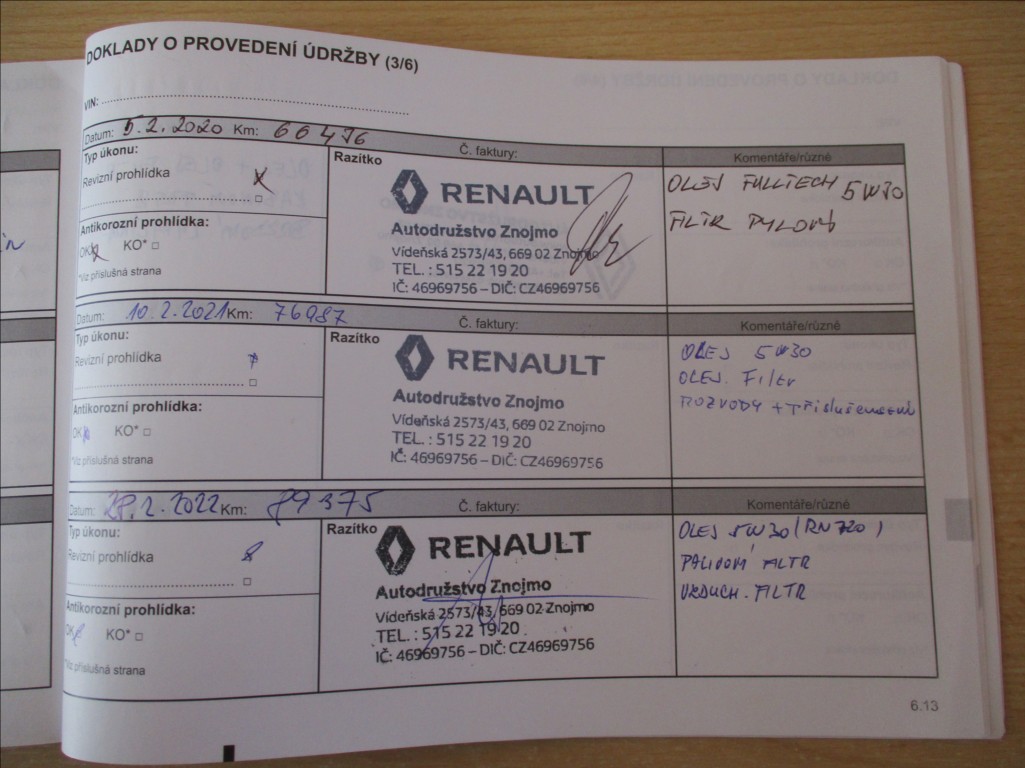 DOKLADY O PROVEDENÍ ÚDRŽBY (3/6)
VIN:
Datum: 5.2.2020 Km: 66476
Č. faktury:
Komentáře/různé
Typ úkonu:
Revizní prohlídka
Antikorozní prohlídka:
OK KO*
*Viz příslušná strana
Razítko
RENAULT
Autodružstvo Znojmo
Vídeňská 2573/43, 669 02 Znojmo
TEL. : 515 22 19 20
IČ: 46969756 – DIČ: CZ46969756
OLEJ FULLTECH 5W30
FILTR PYLOVÝ
Datum: 10.2.2021 Km: 76987
Č. faktury:
Komentáře/různé
Typ úkonu:
Revizní prohlídka
Antikorozní prohlídka:
OK KO*
*Viz příslušná strana
Razítko
RENAULT
Autodružstvo Znojmo
Vídeňská 2573/43, 669 02 Znojmo
TEL. : 515 22 19 20
IČ: 46969756 – DIČ: CZ46969756
OLEJ 5W30
OLEJ. Filtr
ROZVODY + příslušenství
Datum: 28.2.2022 Km: 89375
Č. faktury:
Komentáře/různé
Typ úkonu:
Revizní prohlídka
Antikorozní prohlídka:
OK KO*
*Viz příslušná strana
Razítko
RENAULT
Autodružstvo Znojmo
Vídeňská 2573/43, 669 02 Znojmo
TEL. : 515 22 19 20
IČ: 46969756 – DIČ: CZ46969756
OLEJ 5W30 (RN720)
PALIVOVÍ FILTR
VZDUCH. FILTR
6.13